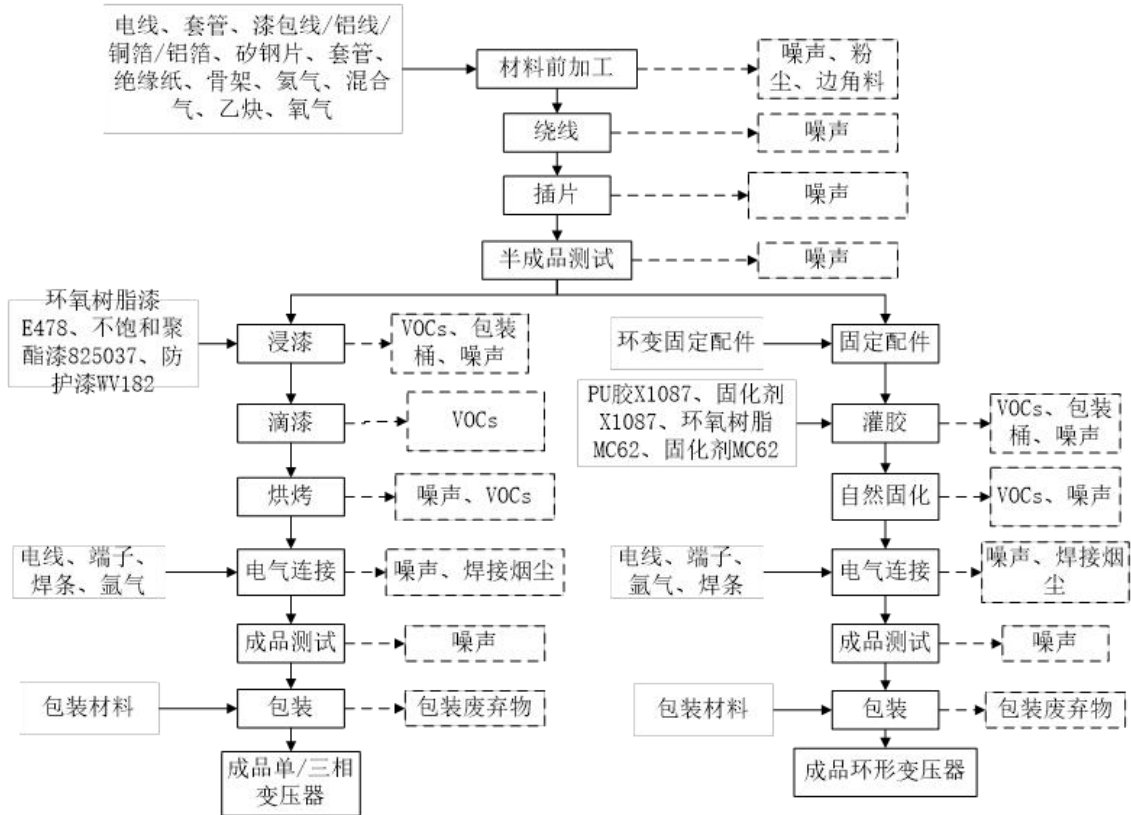 电线、套管、漆包线/铝线/
铜箔/铝箔、矽钢片、套管、
绝缘纸、骨架、氦气、混合
气、乙炔、氧气
材料前加工
噪声、粉
尘、边角料
绕线
噪声
插片
噪声
半成品测试
噪声
环氧树脂漆
E478、不饱和聚
酯漆825037、防
护漆WV182
浸漆
VOCs、包装
桶、噪声
滴漆
VOCs
烘烤
噪声、VOCs
电线、端子、
焊条、氩气
电气连接
噪声、焊接烟尘
成品测试
噪声
包装材料
包装
包装废弃物
成品单/三相
变压器
环变固定配件
固定配件
PU胶X1087、固化剂
X1087、环氧树脂
MC62、固化剂MC62
灌胶
VOCs、包装
桶、噪声
自然固化
VOCs、噪声
电线、端子、
氩气、焊条
电气连接
噪声、焊接烟
尘
成品测试
噪声
包装材料
包装
包装废弃物
成品环形变压器